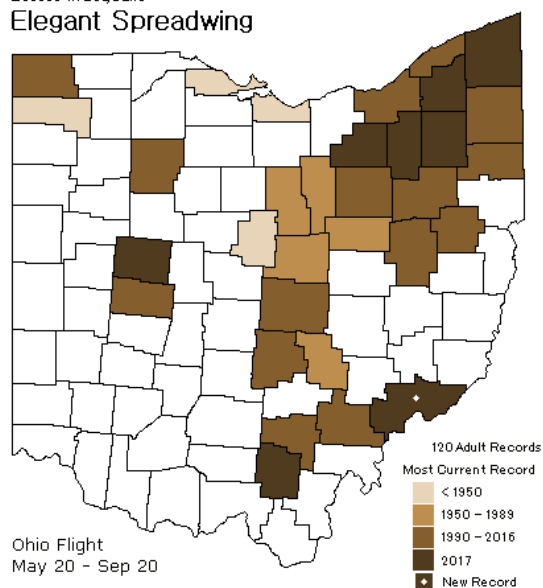 Elegant Spreadwing
120 Adult Records
Most Current Record
< 1950
1950 - 1989
1990 - 2016
2017
New Record
Ohio Flight
May 20 - Sep 20